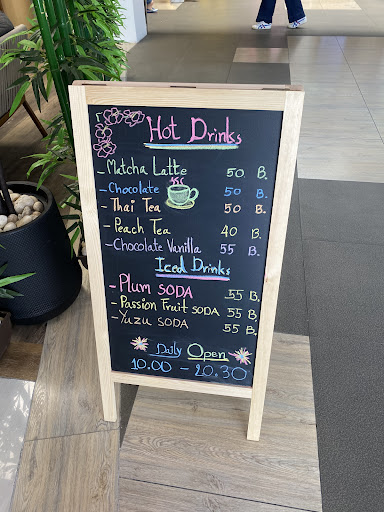 Hot Drinks
-Matcha Latte 50 B.
-Chocolate 50 B.
-Thai Tea 50 B.
-Peach Tea 40 B.
-Chocolate Vanilla 55 B.
Iced Drinks
-Plum SODA 55 B.
-Passion Fruit SODA 55 B.
-Yuzu SODA 55 B.
Daily Open
10.00 - 20.30